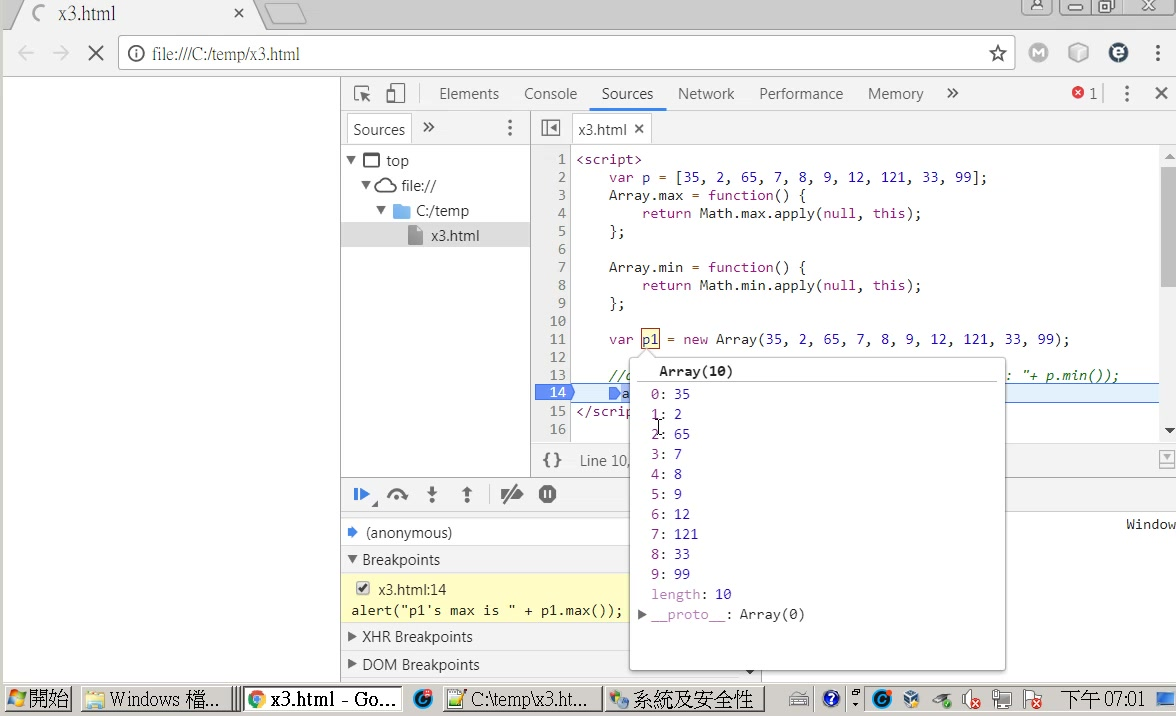 x3.html
file:///C:/temp/x3.html
Elements Console Sources Network Performance Memory 1
Sources
x3.html
top
file://
C:/temp
x3.html
1 <script>
2 var p = [35, 2, 65, 7, 8, 9, 12, 121, 33, 99];
3 Array.max = function() {
4 return Math.max.apply(null, this);
5 };
6
7 Array.min = function() {
8 return Math.min.apply(null, this);
9 };
10
11 var p1 = new Array(35, 2, 65, 7, 8, 9, 12, 121, 33, 99);
12
13 // : "+ p.min());
14 a
15 </scrip
16
Array(10)
0: 35
1: 2
2: 65
3: 7
4: 8
5: 9
6: 12
7: 121
8: 33
9: 99
length: 10
__proto__: Array(0)
{} Line 10,
(anonymous)
Window
Breakpoints
x3.html:14
alert("p1's max is " + p1.max());
XHR Breakpoints
DOM Breakpoints
開始 Windows 檔... x3.html - Go... C:\temp\x3.ht... 系統及安全性 下午 07:01